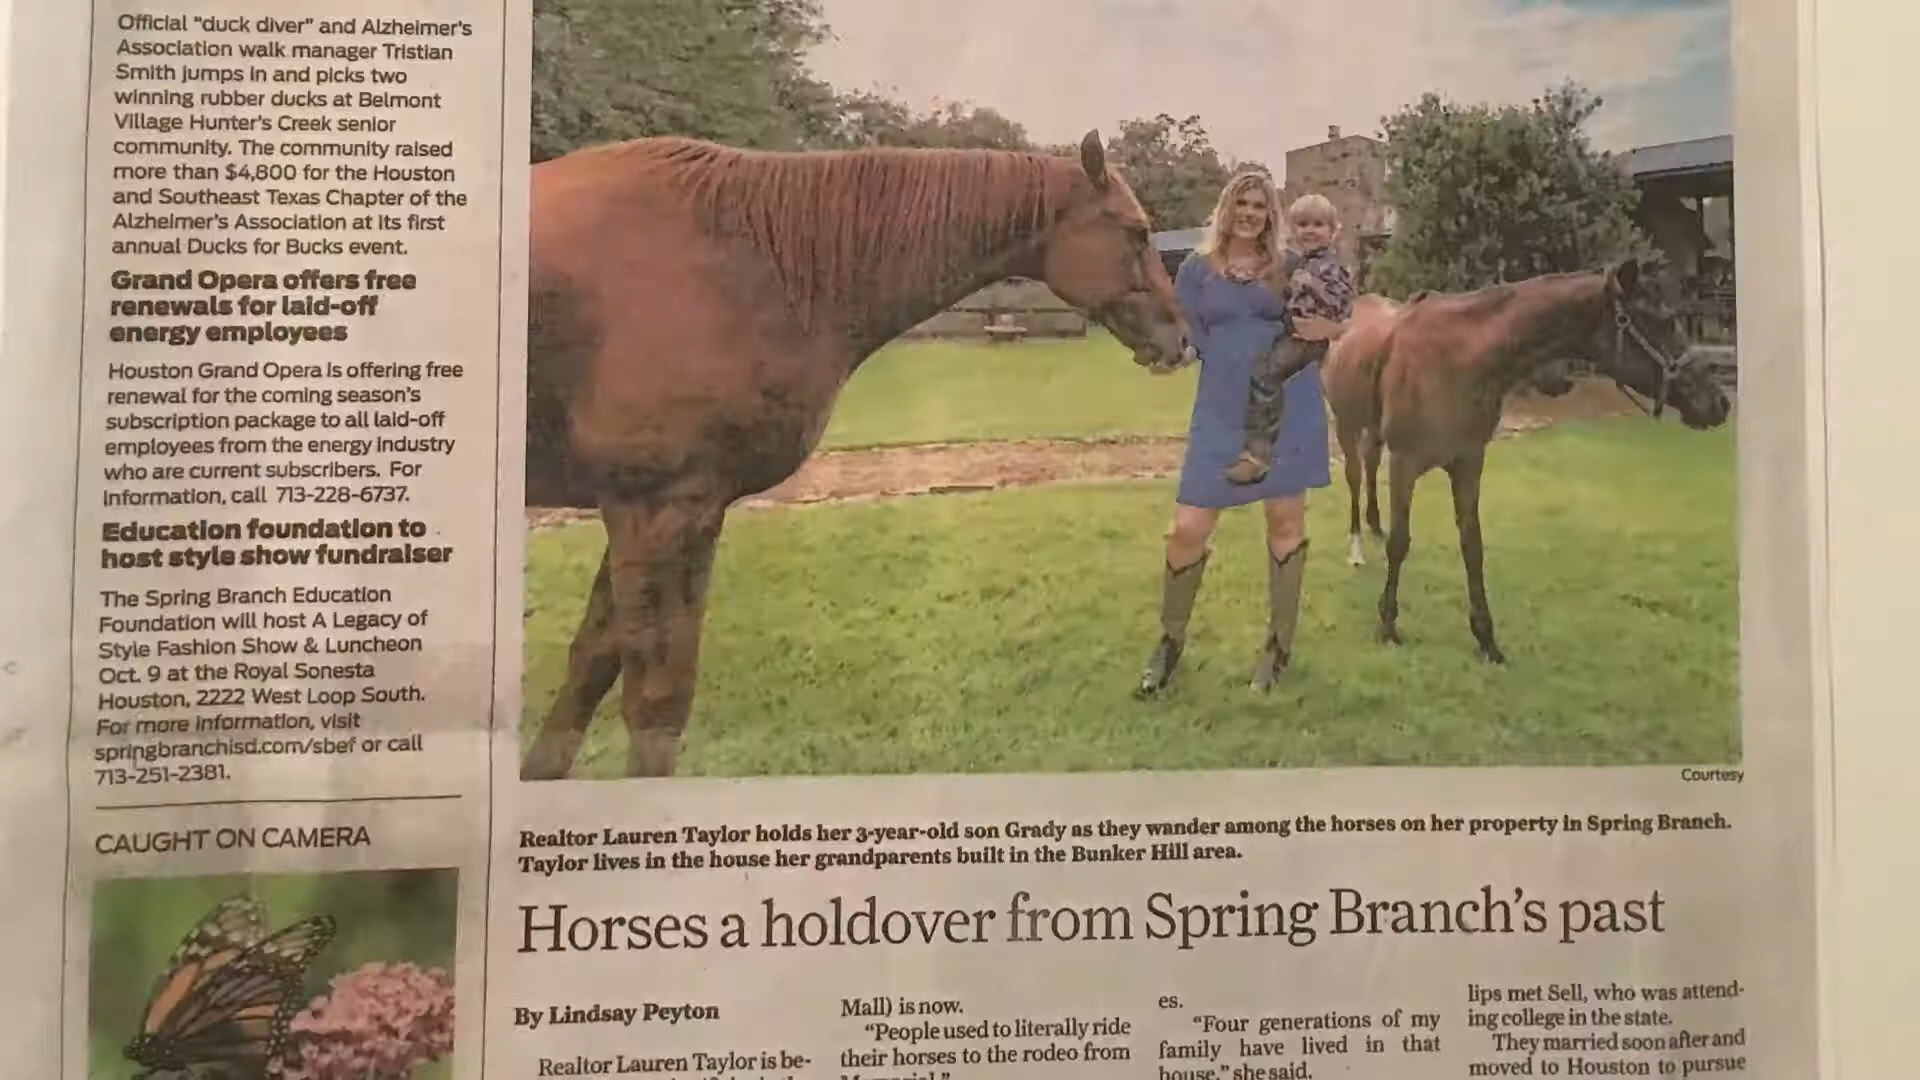 Official "duck diver" and Alzheimer's
Association walk manager Tristian
Smith jumps in and picks two
winning rubber ducks at Belmont
Village Hunter's Creek senior
community. The community raised
more than $4,800 for the Houston
and Southeast Texas Chapter of the
Alzheimer's Association at its first
annual Ducks for Bucks event.
Grand Opera offers free
renewals for laid-off
energy employees
Houston Grand Opera is offering free
renewal for the coming season's
subscription package to all laid-off
employees from the energy industry
who are current subscribers. For
information, call 713-228-6737.
Education foundation to
host style show fundraiser
The Spring Branch Education
Foundation will host A Legacy of
Style Fashion Show & Luncheon
Oct. 9 at the Royal Sonesta
Houston, 2222 West Loop South.
For more information, visit
springbranchisd.com/sbef or call
713-251-2381.
CAUGHT ON CAMERA
Courtesy
Realtor Lauren Taylor holds her 3-year-old son Grady as they wander among the horses on her property in Spring Branch.
Taylor lives in the house her grandparents built in the Bunker Hill area.
Horses a holdover from Spring Branch's past
By Lindsay Peyton
Realtor Lauren Taylor is be-
Mall) is now.
"People used to literally ride
their horses to the rodeo from
es.
"Four generations of my
family have lived in that
house," she said.
lips met Sell, who was attend-
ing college in the state.
They married soon after and
moved to Houston to pursue